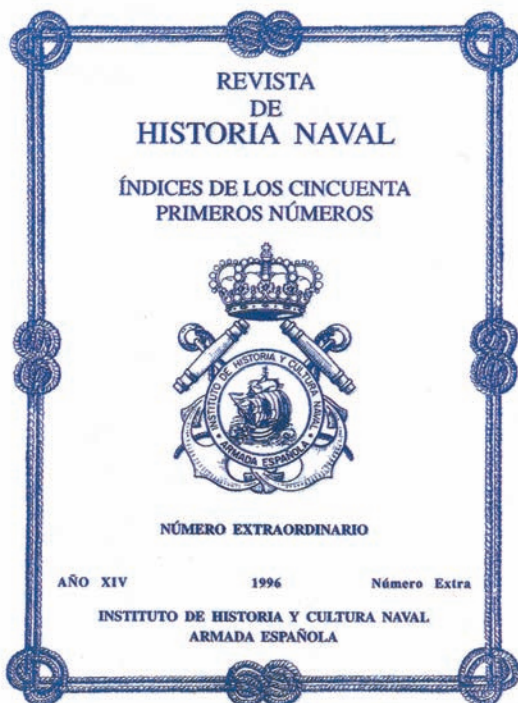 REVISTA
DE
HISTORIA NAVAL
ÍNDICES DE LOS CINCUENTA
PRIMEROS NÚMEROS
INSTITUTO DE HISTORIA Y CULTURA NAVAL
• ARMADA ESPAÑOLA •
NÚMERO EXTRAORDINARIO
AÑO XIV 1996 Número Extra
INSTITUTO DE HISTORIA Y CULTURA NAVAL
ARMADA ESPAÑOLA